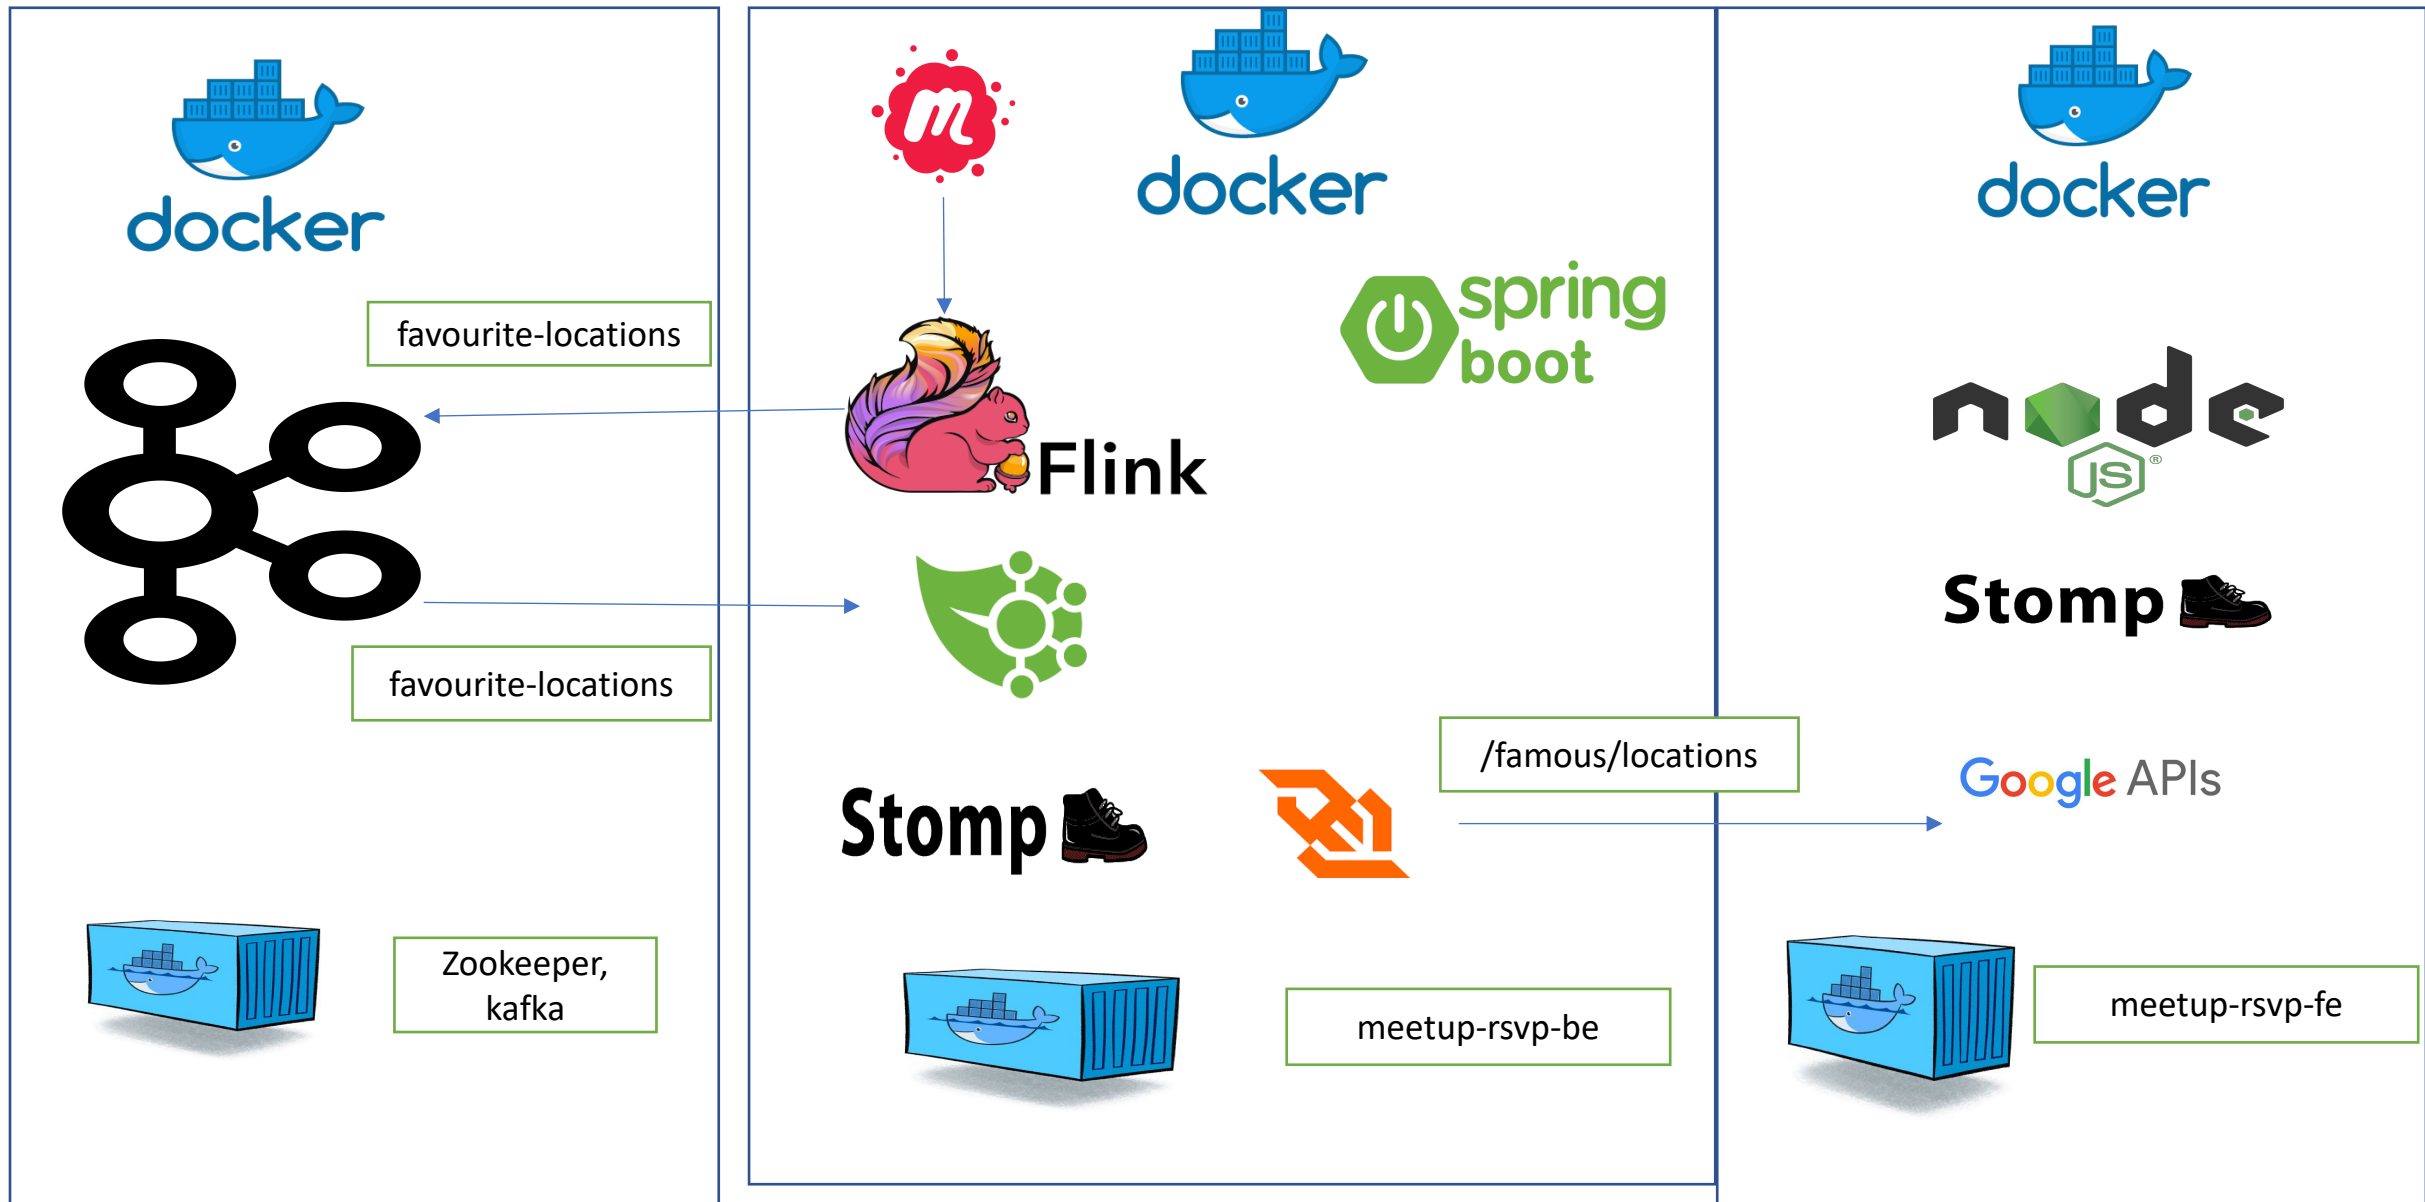 docker
favourite-locations
favourite-locations
Zookeeper,
kafka
m
docker
spring
boot
Flink
Stomp
/famous/locations
meetup-rsvp-be
docker
node
JS®
Stomp
Google APIs
meetup-rsvp-fe